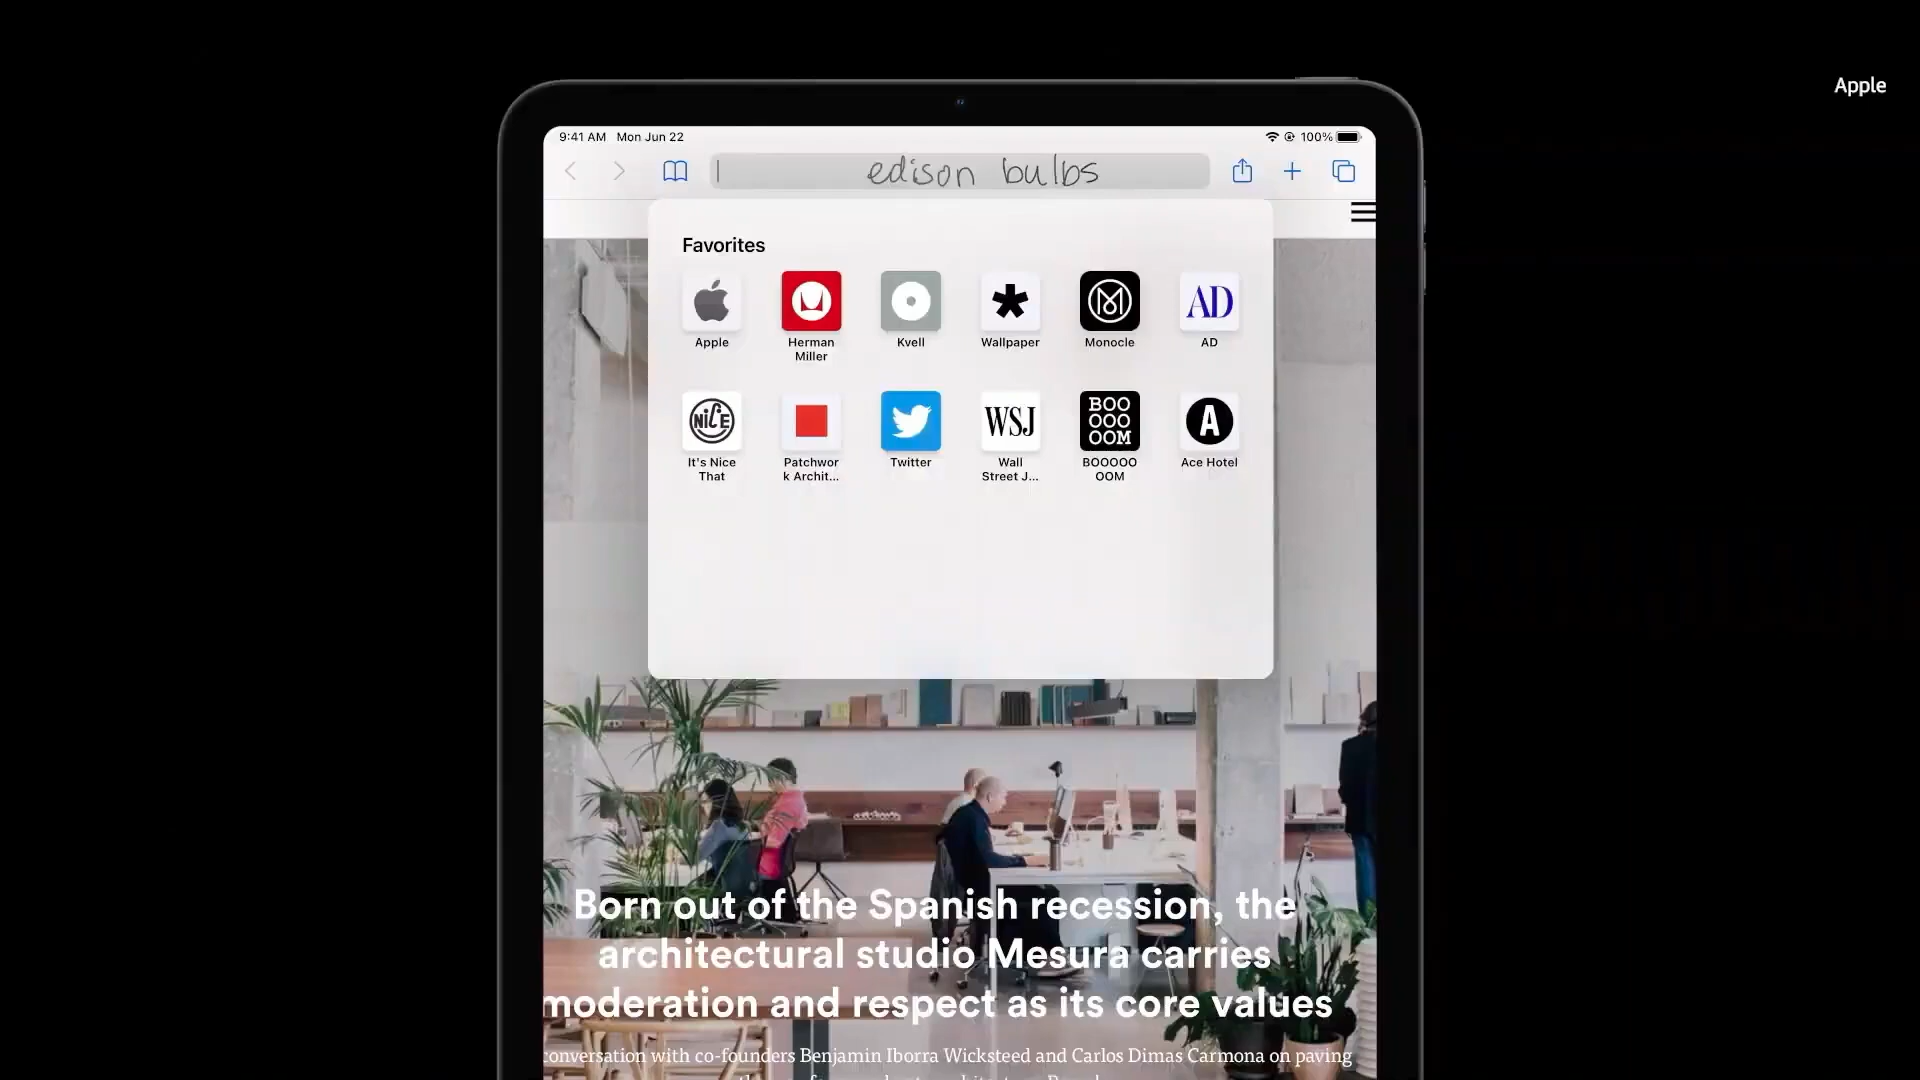 Apple
9:41 AM Mon Jun 22
100%
edison bulbs
Favorites
Apple
Herman
Miller
Kvell
Wallpaper
Monocle
AD
AD
NiCE
It's Nice
That
Patchwor
k Archit...
Twitter
WSJ
Wall
Street J...
BOO
OOO
OOM
BOOOOO
OOM
A
Ace Hotel
Born out of the Spanish recession, the
architectural studio Mesura carries
moderation and respect as its core values
conversation with co-founders Benjamin Iborra Wicksteed and Carlos Dimas Carmona on paving